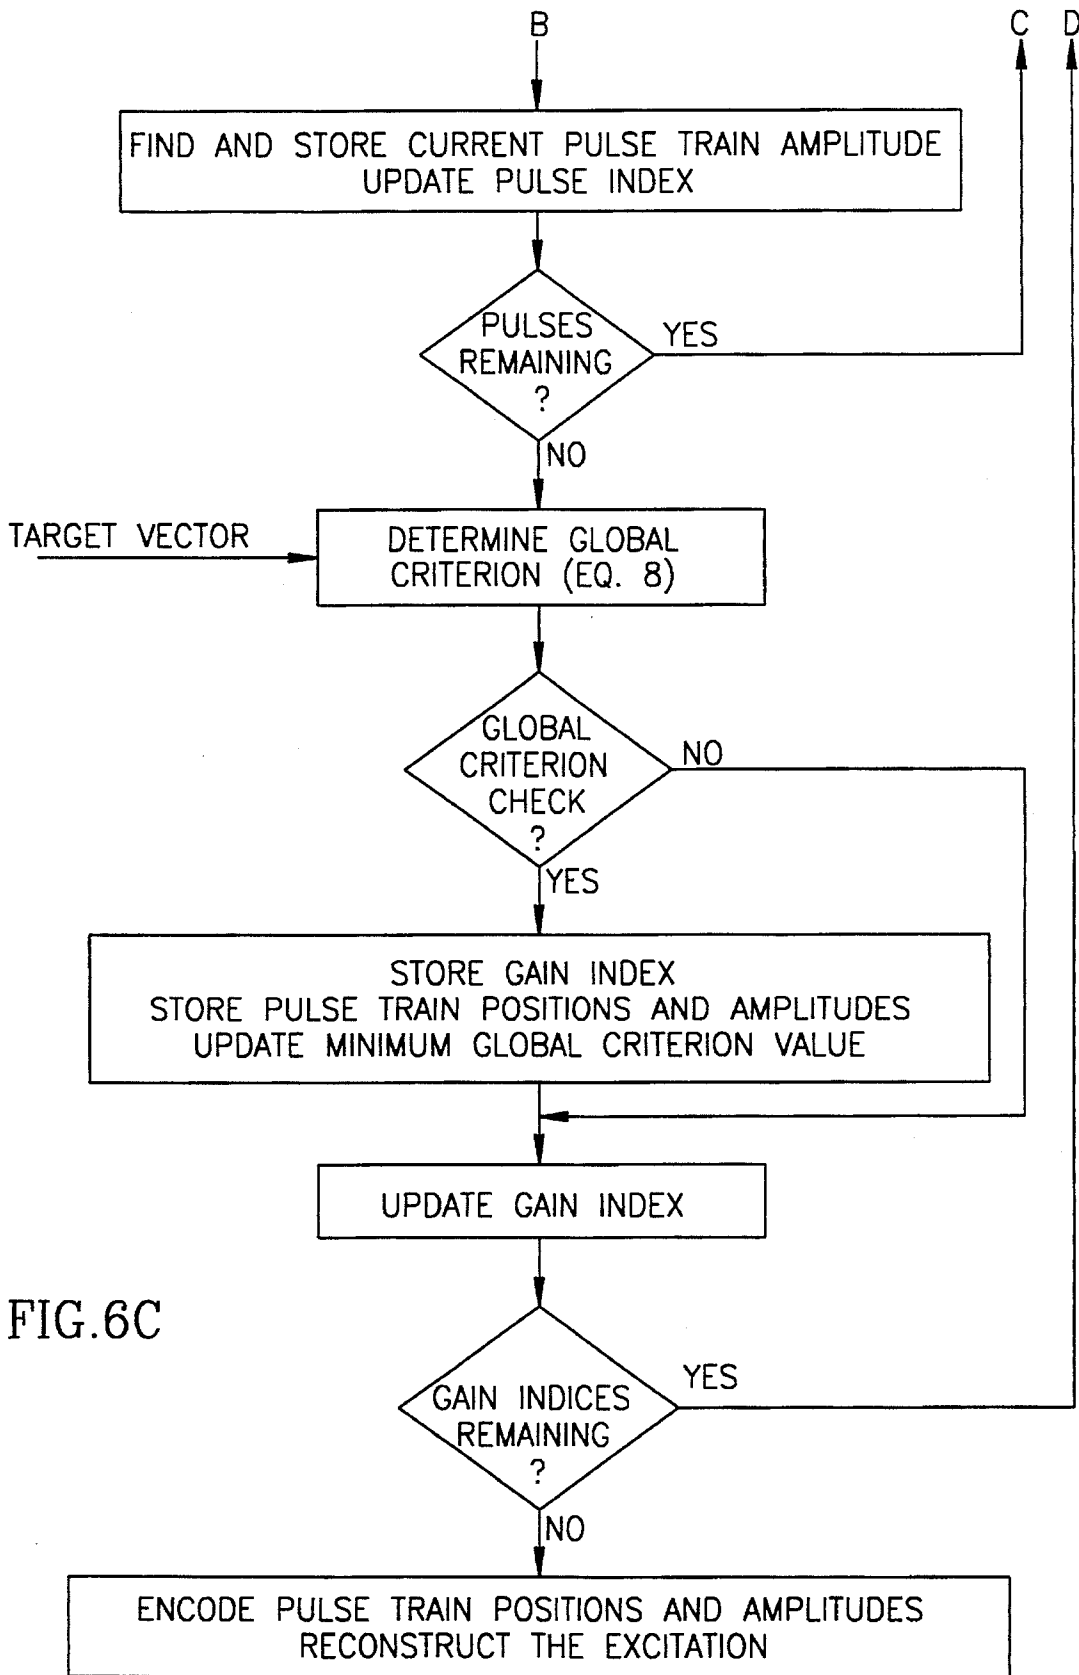 B
C
D
FIND AND STORE CURRENT PULSE TRAIN AMPLITUDE
UPDATE PULSE INDEX
PULSES
REMAINING
?
YES
NO
TARGET VECTOR
DETERMINE GLOBAL
CRITERION (EQ. 8)
GLOBAL
CRITERION
CHECK
?
NO
YES
STORE GAIN INDEX
STORE PULSE TRAIN POSITIONS AND AMPLITUDES
UPDATE MINIMUM GLOBAL CRITERION VALUE
UPDATE GAIN INDEX
FIG.6C
GAIN INDICES
REMAINING
?
YES
NO
ENCODE PULSE TRAIN POSITIONS AND AMPLITUDES
RECONSTRUCT THE EXCITATION